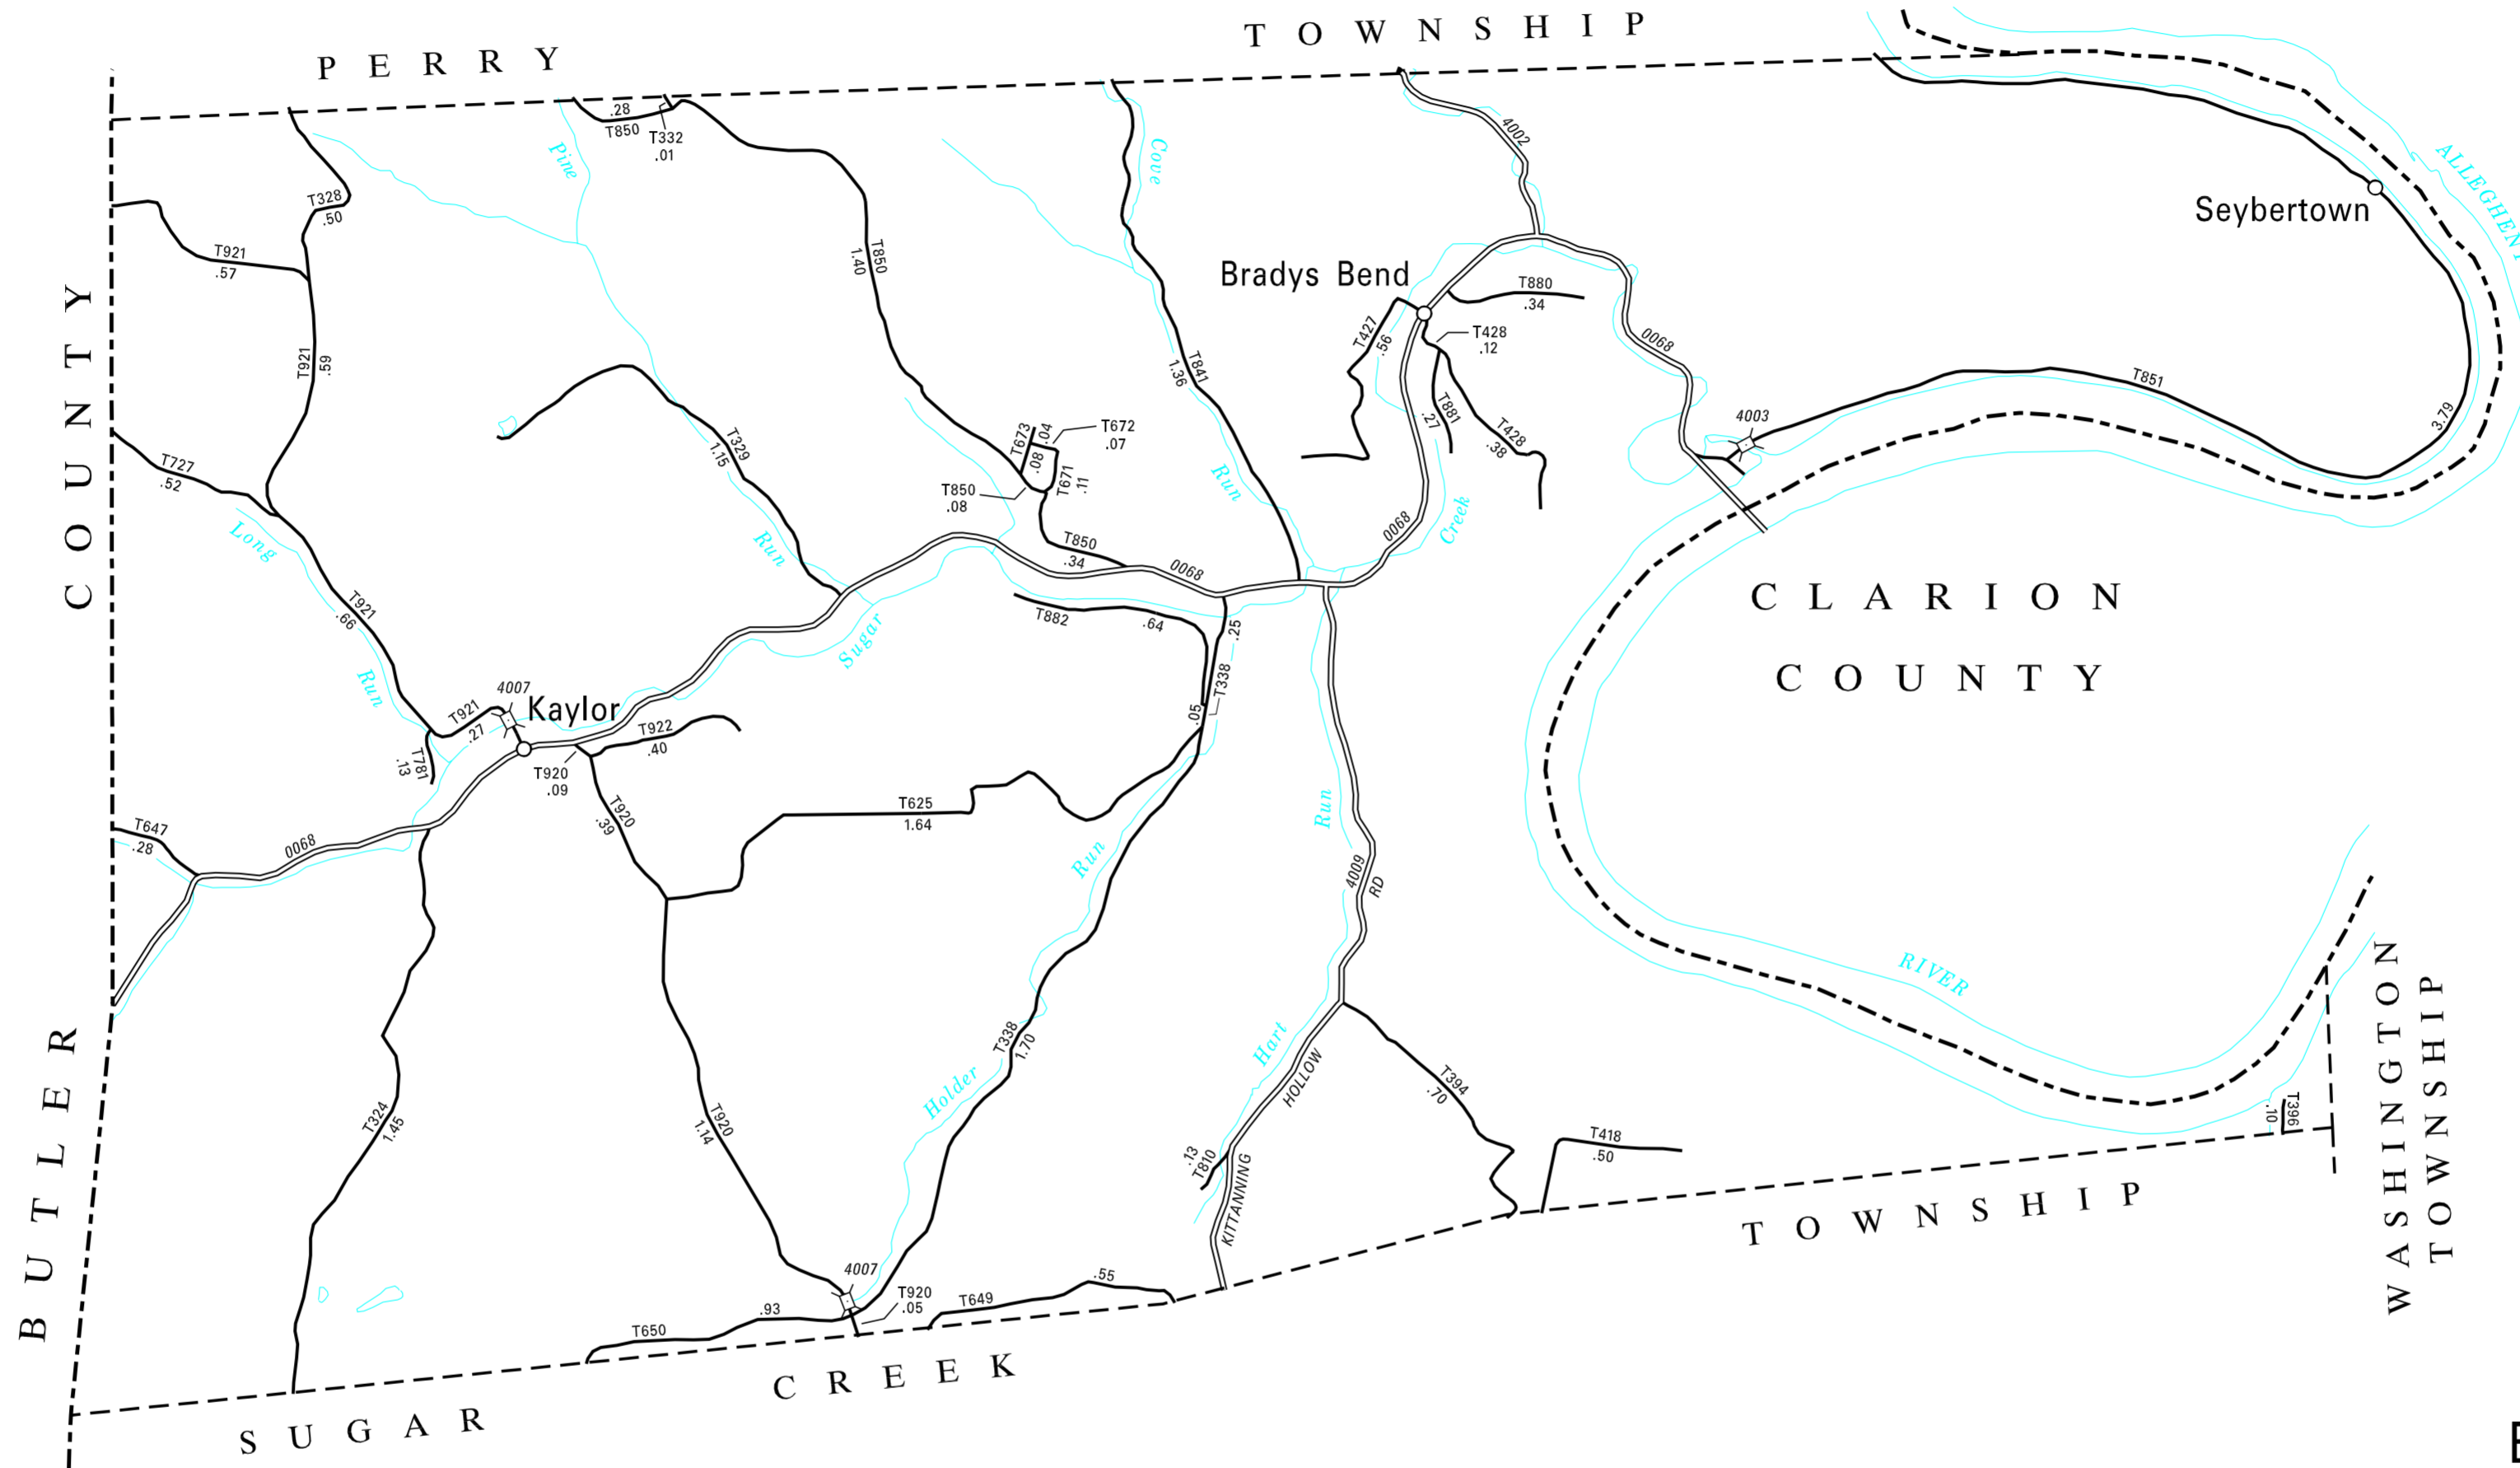 PERRY
TOWNSHIP
.28
T850
T332
.01
Pine
Cove
4002
ALLEGHENY
Seybertown
T328
.50
T921
.57
T850
1.40
Bradys Bend
T880
.34
T427
.56
T428
.12
0068
COUNTY
T921
.59
T841
1.36
T851
3.79
4003
T881
.27
T428
.38
T329
1.15
T673
.04
T672
.07
.08
T671
.11
T850
.08
T727
.52
Long
Run
Run
Creek
0068
T850
.34
0068
T921
.66
T882
.64
.25
T338
.05
Sugar
CLARION
COUNTY
Run
4007
Kaylor
T921
.27
T922
.40
T781
.13
T920
.09
T920
.39
T625
1.64
Run
T647
.28
0068
Run
4009
RD
RIVER
WASHINGTON
TOWNSHIP
BUTLER
T338
1.70
Hart
HOLLOW
Holder
T394
.70
T396
.10
T324
1.45
T920
1.14
.13
T810
T418
.50
KITTANNING
TOWNSHIP
4007
T920
.05
.55
T649
.93
T650
CREEK
SUGAR